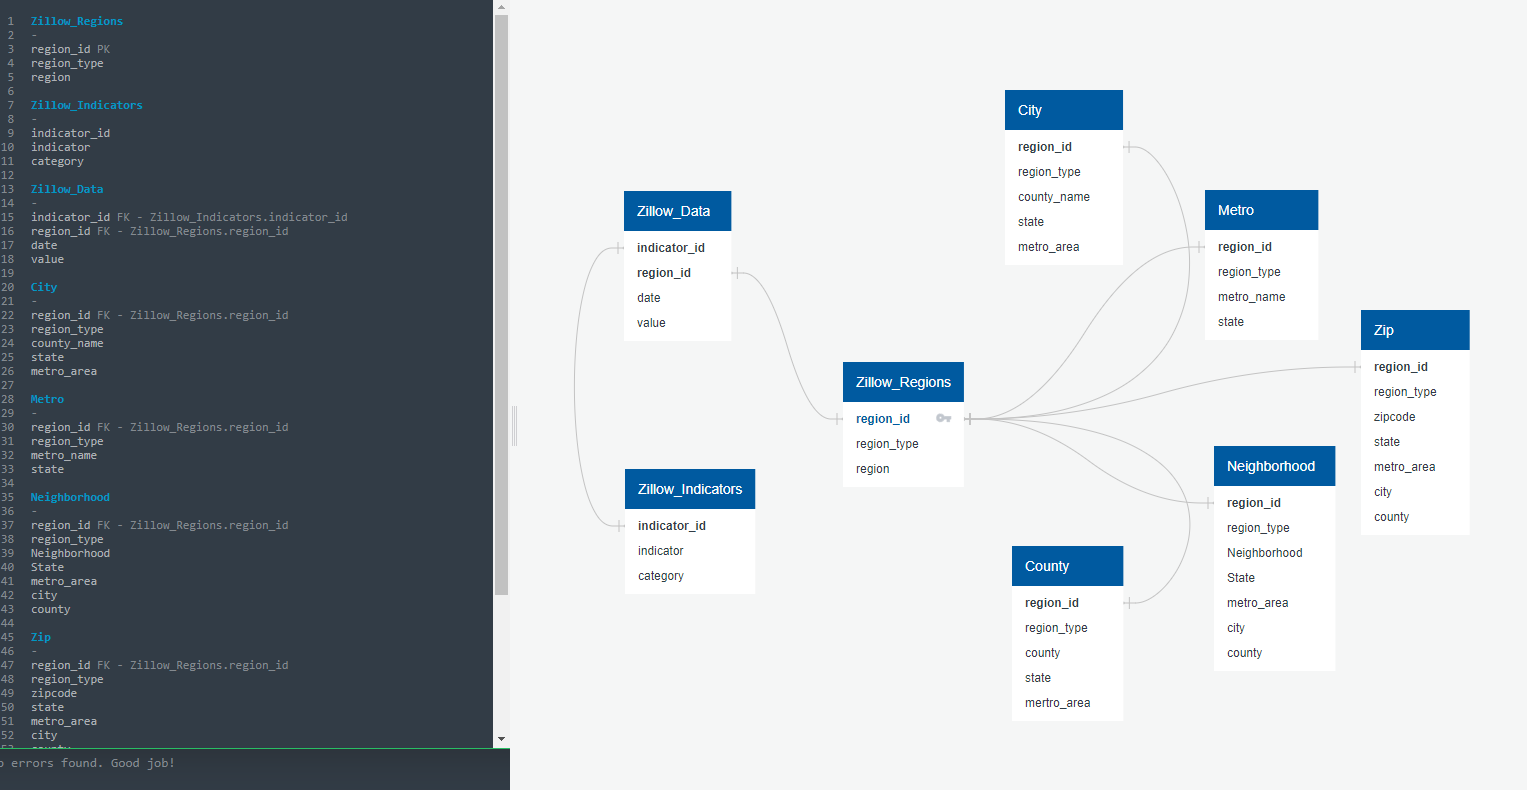 1 Zillow_Regions
2 -
3 region_id PK
4 region_type
5 region
6
7 Zillow_Indicators
8 -
9 indicator_id
10 indicator
11 category
12
13 Zillow_Data
14 -
15 indicator_id FK - Zillow_Indicators.indicator_id
16 region_id FK - Zillow_Regions.region_id
17 date
18 value
19
20 City
21 -
22 region_id FK - Zillow_Regions.region_id
23 region_type
24 county_name
25 state
26 metro_area
27
28 Metro
29 -
30 region_id FK - Zillow_Regions.region_id
31 region_type
32 metro_name
33 state
34
35 Neighborhood
36 -
37 region_id FK - Zillow_Regions.region_id
38 region_type
39 Neighborhood
40 State
41 metro_area
42 city
43 county
44
45 Zip
46 -
47 region_id FK - Zillow_Regions.region_id
48 region_type
49 zipcode
50 state
51 metro_area
52 city
errors found. Good job!
Zillow_Data
indicator_id
region_id
date
value
Zillow_Indicators
indicator_id
indicator
category
Zillow_Regions
region_id
region_type
region
City
region_id
region_type
county_name
state
metro_area
Metro
region_id
region_type
metro_name
state
Zip
region_id
region_type
zipcode
state
metro_area
city
county
Neighborhood
region_id
region_type
Neighborhood
State
metro_area
city
county
County
region_id
region_type
county
state
mertro_area